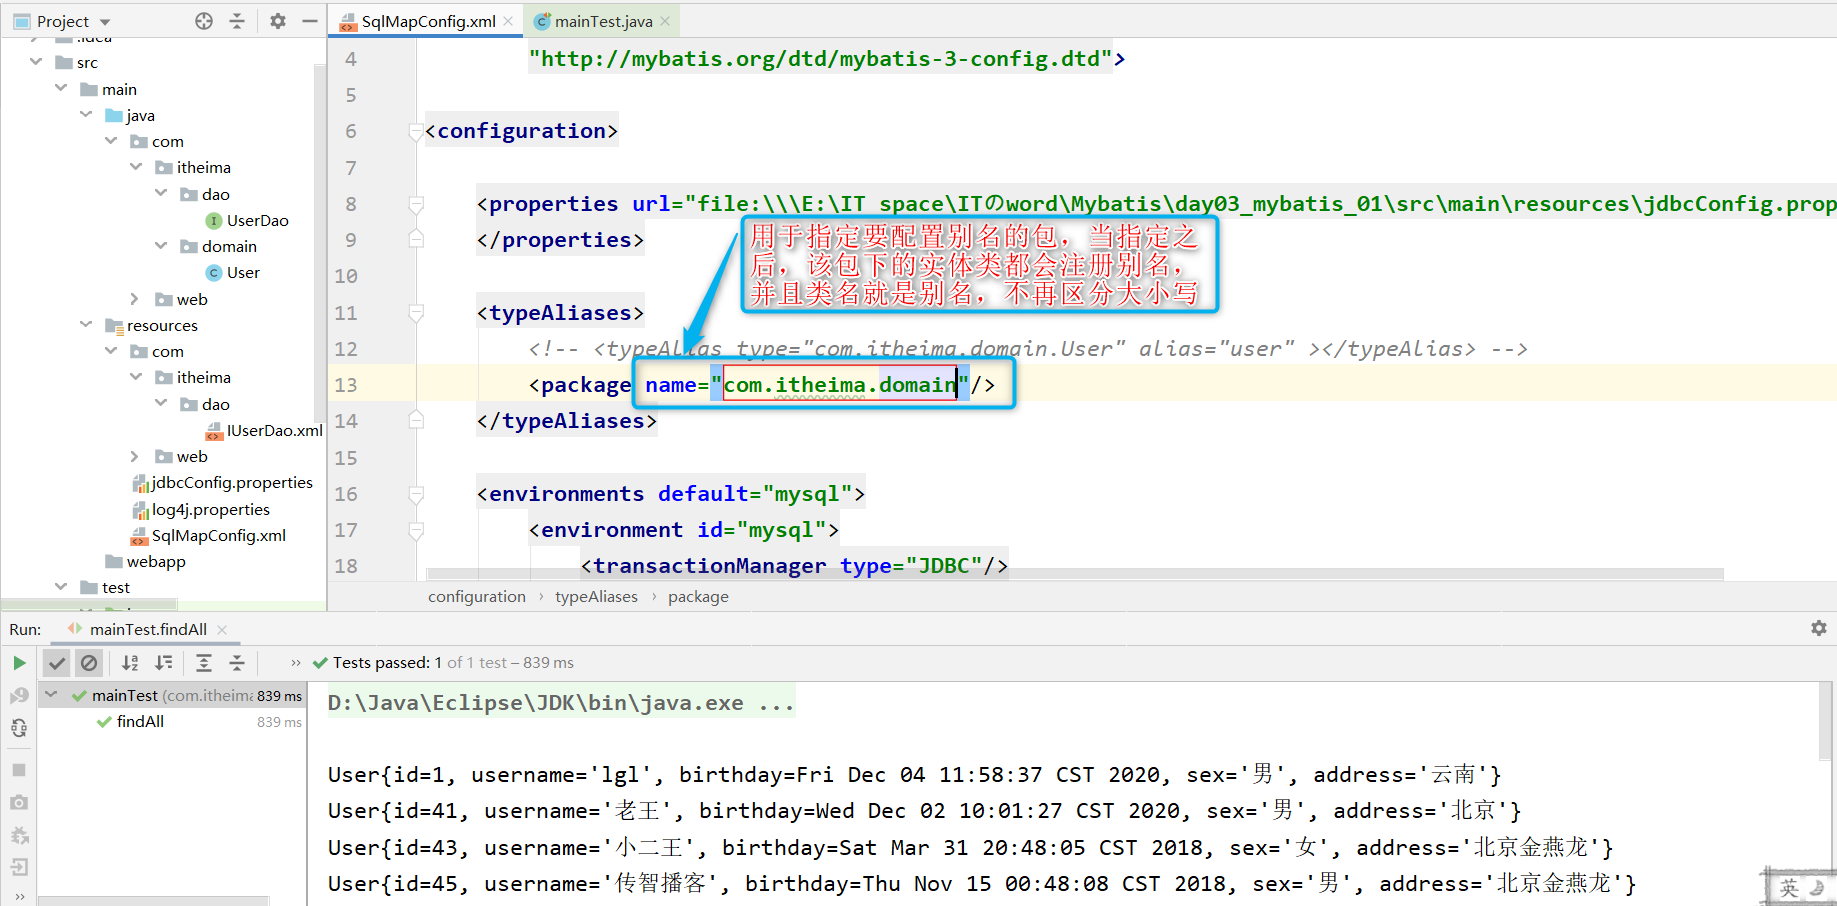 Project
SqlMapConfig.xml
mainTest.java
.idea
src
main
java
com
itheima
dao
UserDao
domain
User
web
resources
com
itheima
dao
IUserDao.xml
web
jdbcConfig.properties
log4j.properties
SqlMapConfig.xml
webapp
test
4 "http://mybatis.org/dtd/mybatis-3-config.dtd">
5
6 <configuration>
7
8 <properties url="file:\\\E:\IT space\ITのword\Mybatis\day03_mybatis_01\src\main\resources\jdbcConfig.prop
9 </properties>
用于指定要配置别名的包，当指定之
后，该包下的实体类都会注册别名，
并且类名就是别名，不再区分大小写
10
11 <typeAliases>
12 <!-- <typeAlias type="com.itheima.domain.User" alias="user" ></typeAlias> -->
13 <package name="com.itheima.domain"/>
14 </typeAliases>
15
16 <environments default="mysql">
17 <environment id="mysql">
18 <transactionManager type="JDBC"/>
configuration › typeAliases › package
Run: mainTest.findAll
» Tests passed: 1 of 1 test – 839 ms
mainTest (com.itheima 839 ms
findAll 839 ms
D:\Java\Eclipse\JDK\bin\java.exe ...
User{id=1, username='lgl', birthday=Fri Dec 04 11:58:37 CST 2020, sex='男', address='云南'}
User{id=41, username='老王', birthday=Wed Dec 02 10:01:27 CST 2020, sex='男', address='北京'}
User{id=43, username='小二王', birthday=Sat Mar 31 20:48:05 CST 2018, sex='女', address='北京金燕龙'}
User{id=45, username='传智播客', birthday=Thu Nov 15 00:48:08 CST 2018, sex='男', address='北京金燕龙'}
英